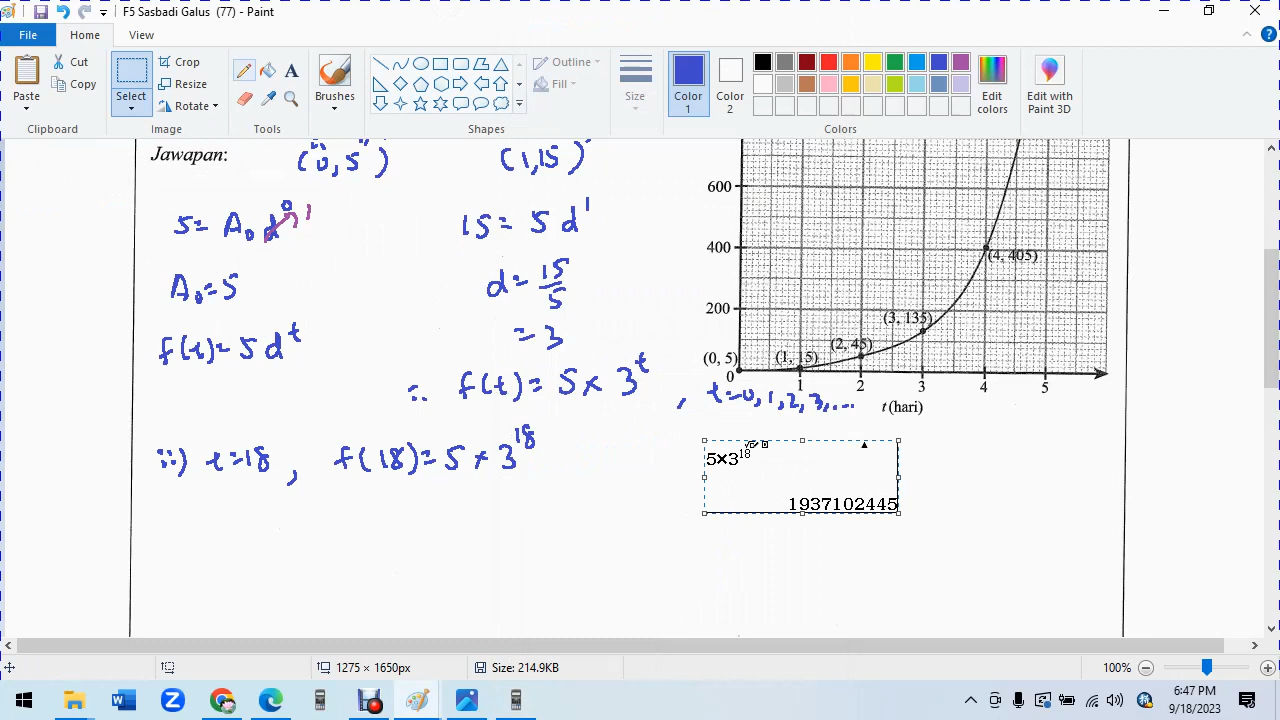 F5 Sasbadi Galus (77) - Paint
File Home View
Paste Cut Copy Clipboard
Select Crop Resize Rotate Image
Tools
Brushes
Outline Fill Shapes
Size
Color 1 Color 2 Edit colors Colors
Edit with Paint 3D
Jawapan:
(0, 5) (1, 15)
5 = A₀ d⁰ 1
A₀ = 5
f(t) = 5 d^t
15 = 5 d¹
d = 15/5
= 3
∴ f(t) = 5 × 3^t , t = 0, 1, 2, 3, ...
ii) t = 18 , f(18) = 5 × 3^18
600
400
200
0
(0, 5) (1, 15) (2, 45) (3, 135) (4, 405)
1 2 3 4 5
t (hari)
5×3^18
1937102445
1275 × 1650px
Size: 214.9KB
100%
6:47 PM
9/18/2023